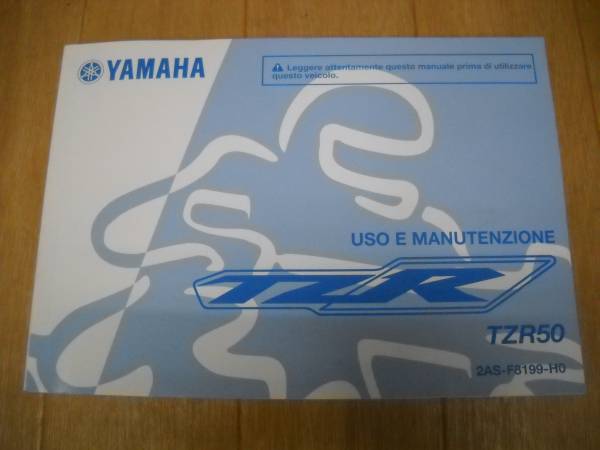 YAMAHA
Leggere attentamente questo manuale prima di utilizzare
questo veicolo.
USO E MANUTENZIONE
TZR
TZR50
2AS-F8199-H0